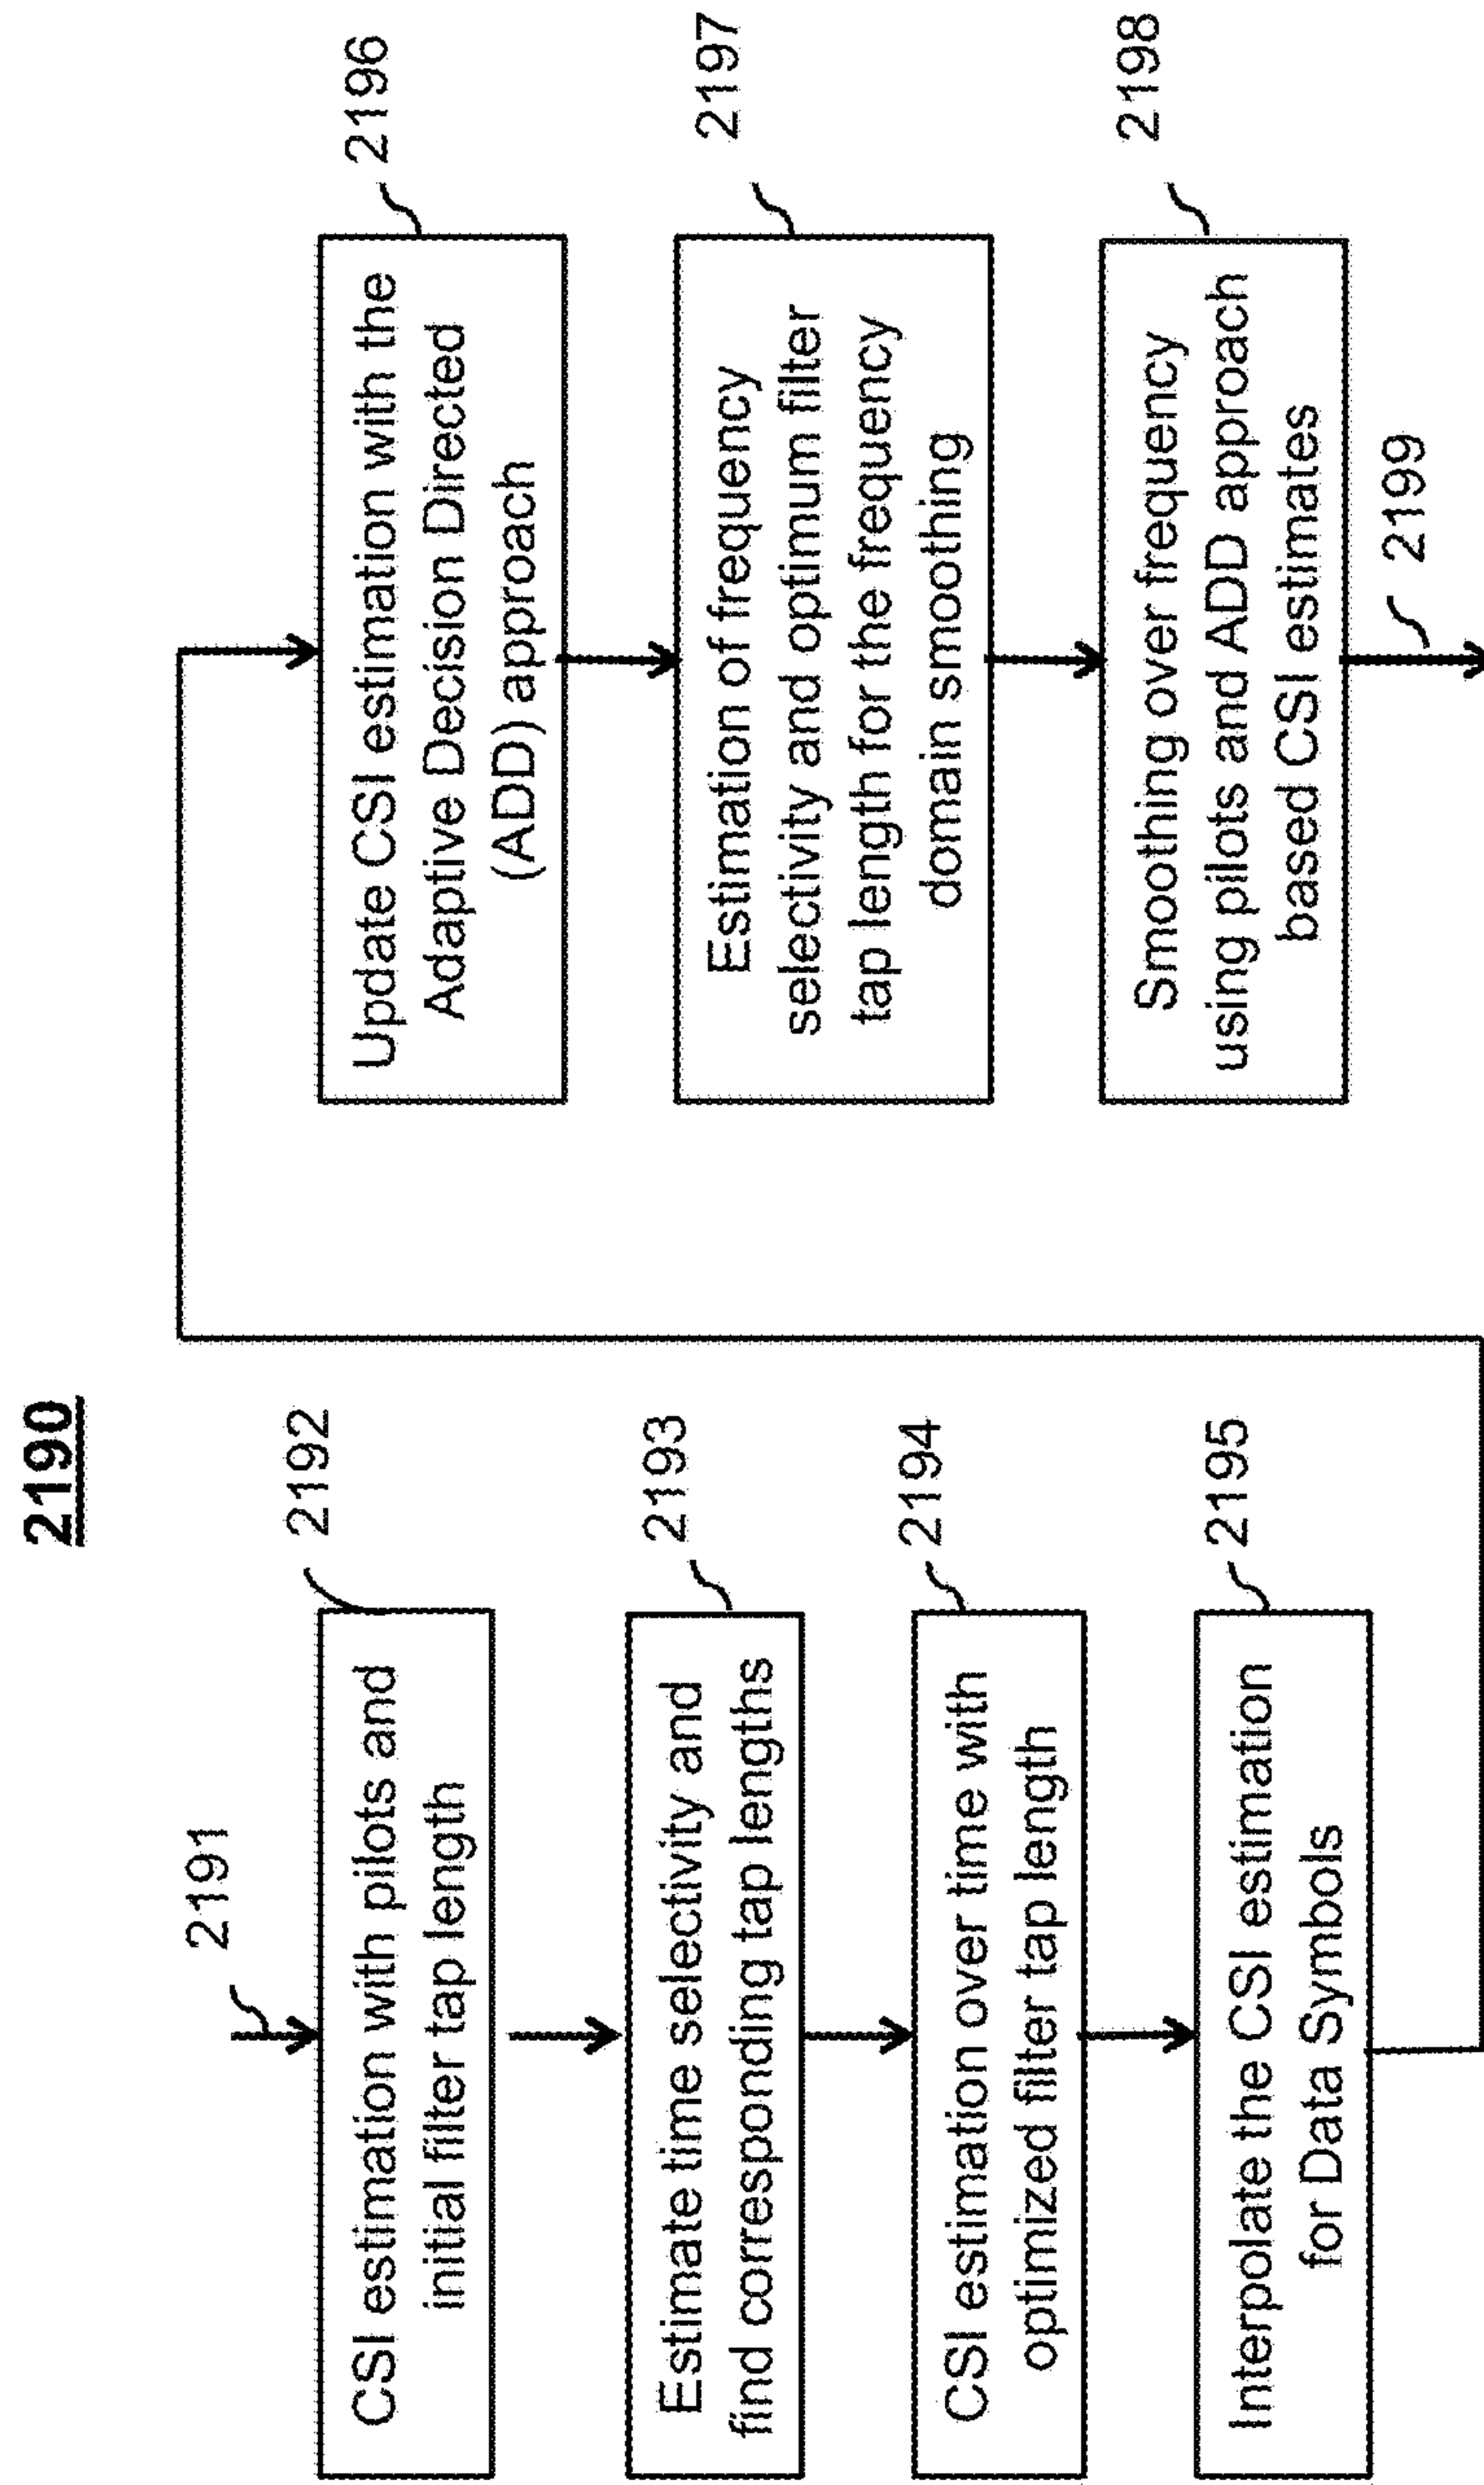 2190
2191
2192
CSI estimation with pilots and
initial filter tap length
2193
Estimate time selectivity and
find corresponding tap lengths
2194
CSI estimation over time with
optimized filter tap length
2195
Interpolate the CSI estimation
for Data Symbols
2196
Update CSI estimation with the
Adaptive Decision Directed
(ADD) approach
2197
Estimation of frequency
selectivity and optimum filter
tap length for the frequency
domain smoothing
2198
Smoothing over frequency
using pilots and ADD approach
based CSI estimates
2199